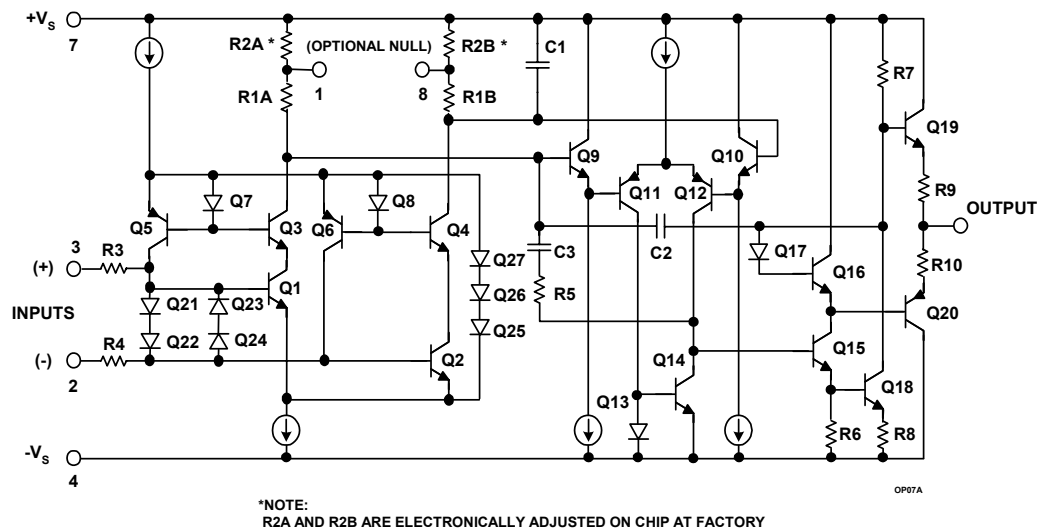 +VS
7
R2A *
(OPTIONAL NULL)
R2B *
C1
R7
1
8
R1A
R1B
Q19
Q9
Q10
Q11
Q12
R9
Q7
Q8
Q5
Q3
Q6
Q4
OUTPUT
3
(+)
R3
C3
C2
Q17
Q16
R10
Q27
Q1
Q21
Q23
Q26
R5
Q20
INPUTS
Q22
Q24
Q25
(-)
R4
2
Q2
Q14
Q15
Q18
Q13
R6
R8
-VS
4
OP07A
*NOTE:
R2A AND R2B ARE ELECTRONICALLY ADJUSTED ON CHIP AT FACTORY